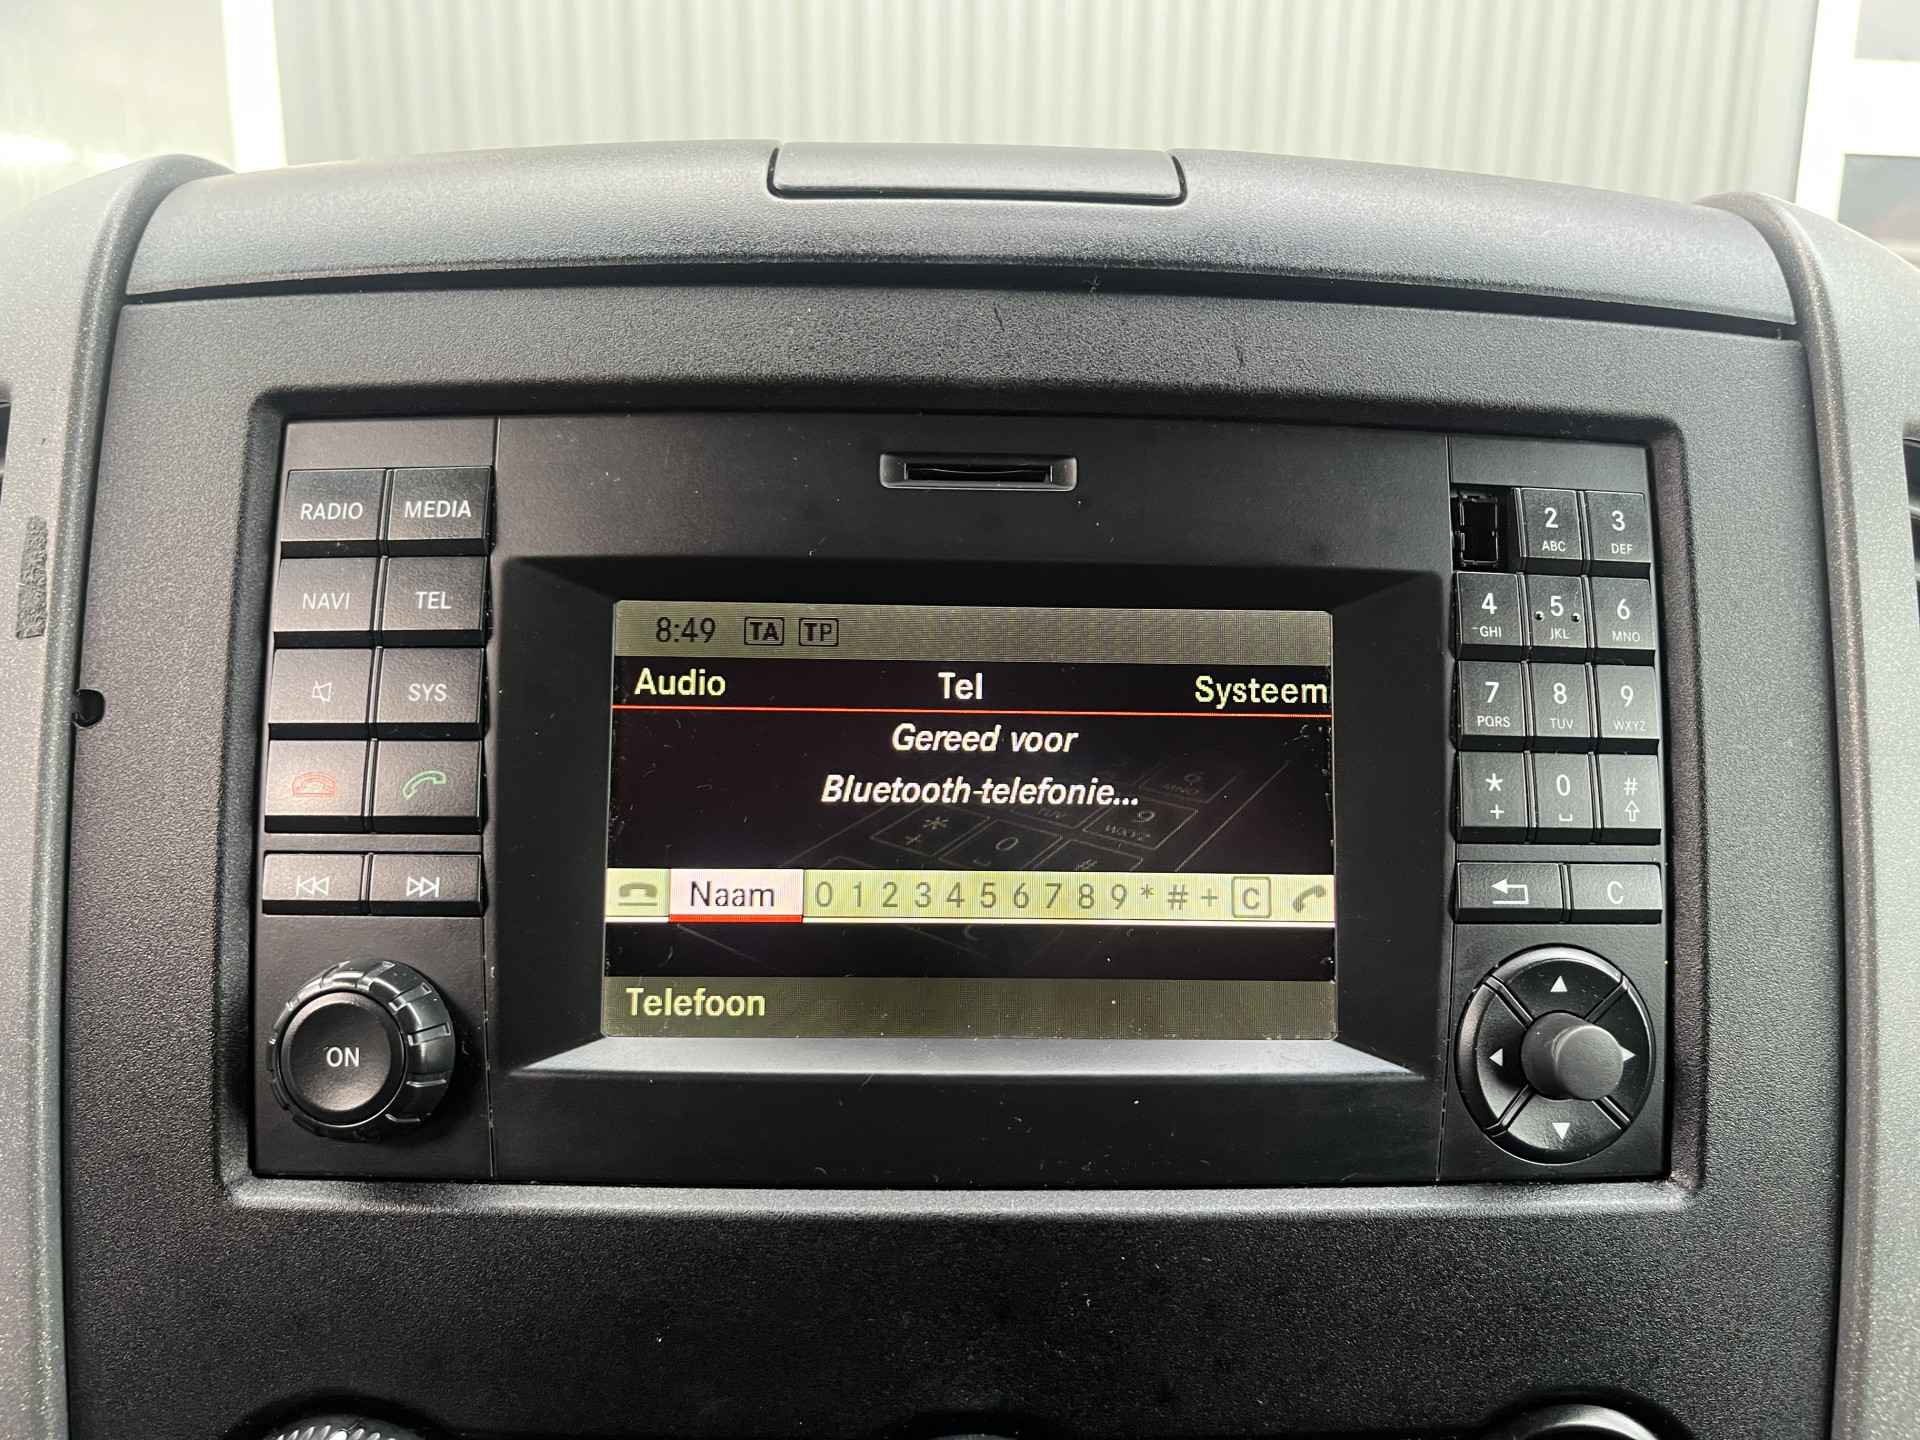 RADIO MEDIA
NAVI TEL
SYS
ON
8:49 TA TP
Audio Tel Systeem
Gereed voor
Bluetooth-telefonie...
Naam 0 1 2 3 4 5 6 7 8 9 * # + C
Telefoon
2 ABC 3 DEF
4 GHI 5 JKL 6 MNO
7 PQRS 8 TUV 9 WXYZ
* + 0 #
C